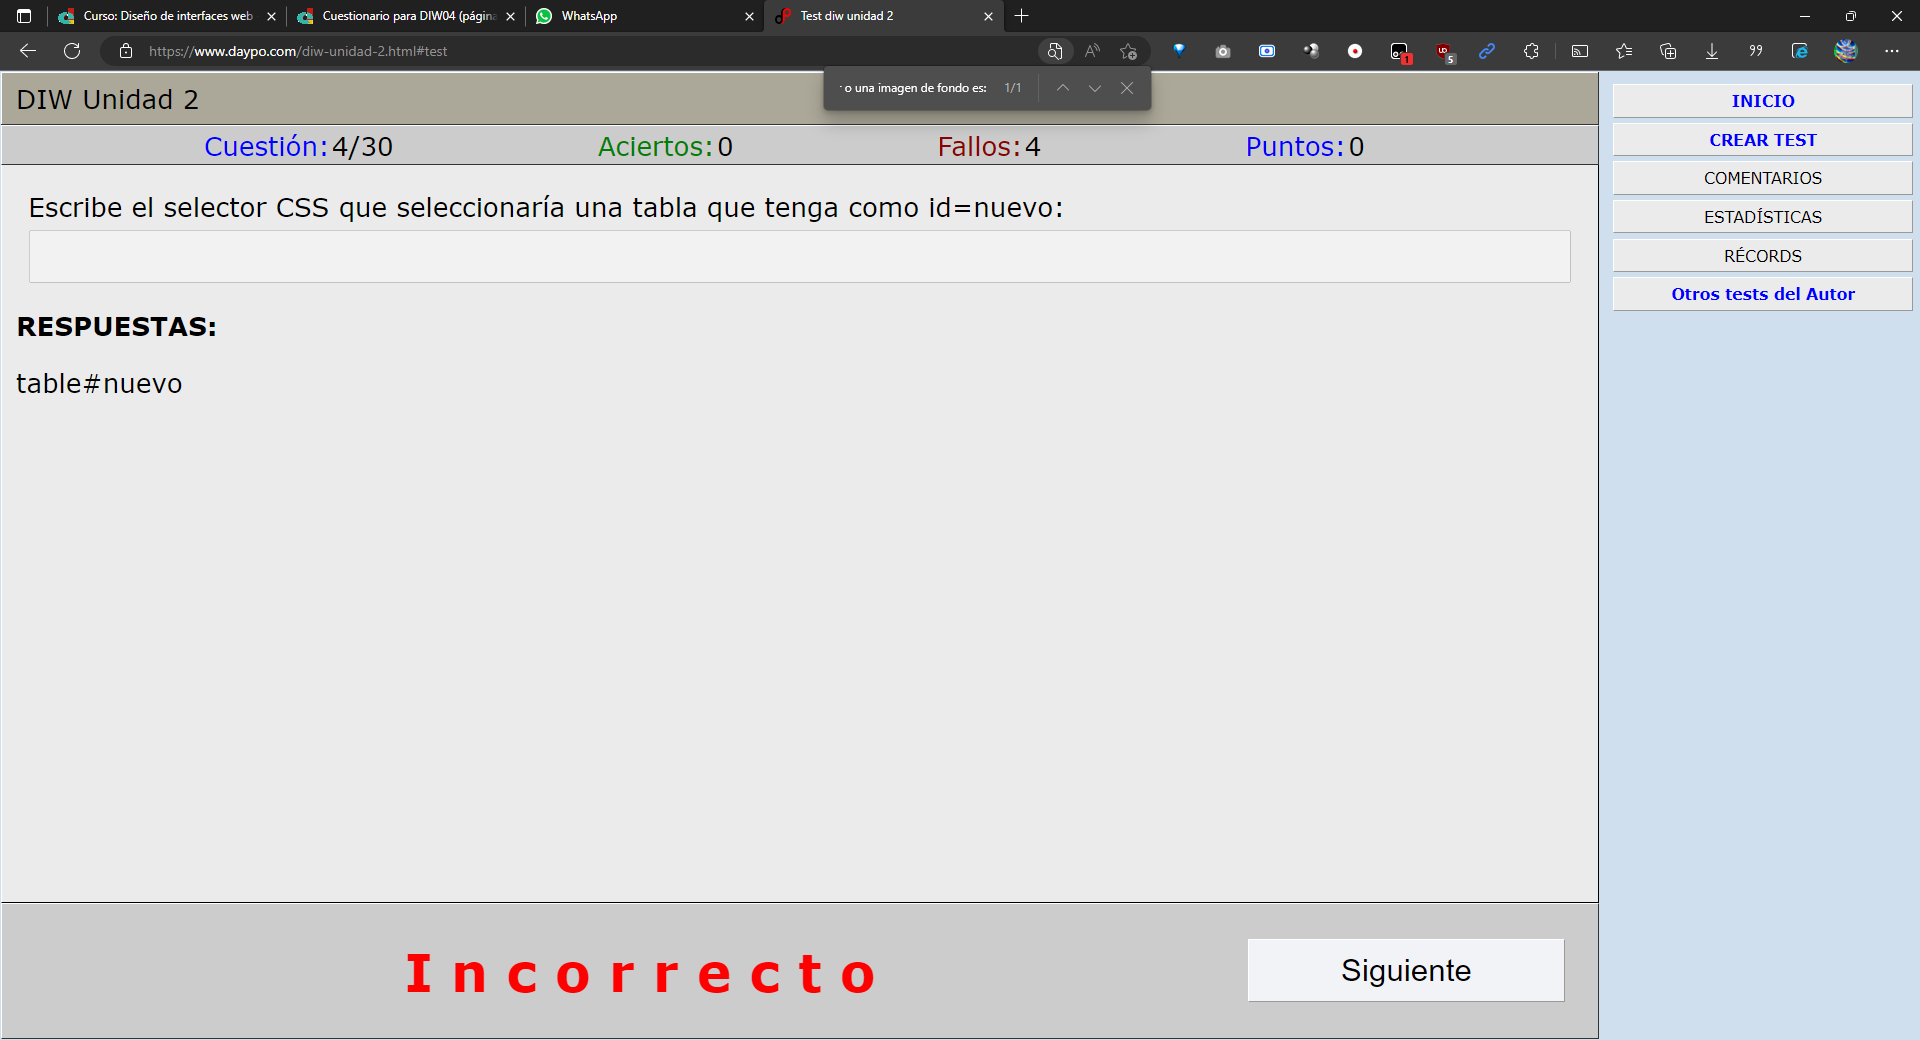 Curso: Diseño de interfaces web
Cuestionario para DIW04 (págin
WhatsApp
Test diw unidad 2
https://www.daypo.com/diw-unidad-2.html#test
1
5
o una imagen de fondo es:
1/1
DIW Unidad 2
Cuestión: 4/30
Aciertos: 0
Fallos: 4
Puntos: 0
Escribe el selector CSS que seleccionaría una tabla que tenga como id=nuevo:
RESPUESTAS:
table#nuevo
Incorrecto
Siguiente
INICIO
CREAR TEST
COMENTARIOS
ESTADÍSTICAS
RÉCORDS
Otros tests del Autor